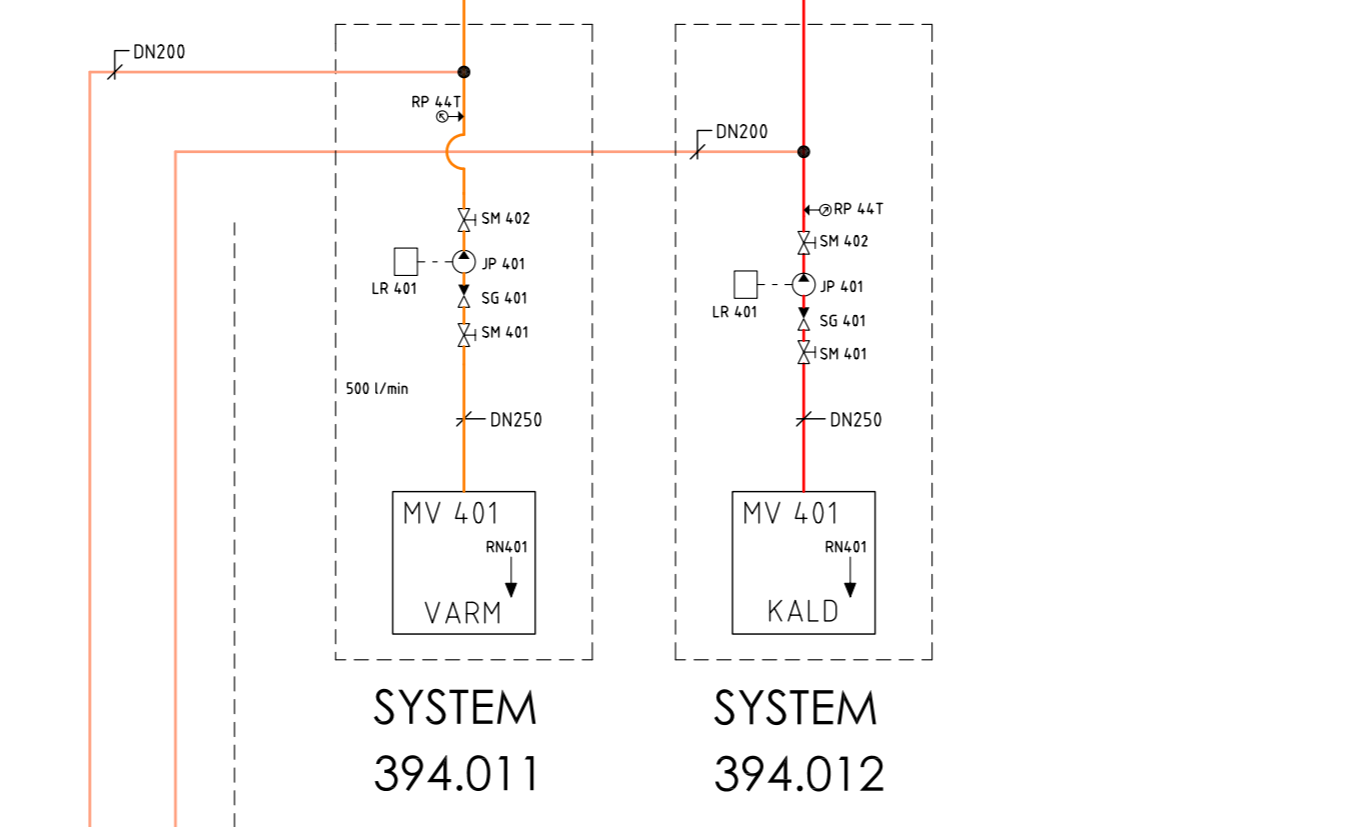 DN200
RP 44T
DN200
SM 402
JP 401
LR 401
SG 401
SM 401
500 l/min
DN250
MV 401
RN401
VARM
SYSTEM
394.011
RP 44T
SM 402
JP 401
LR 401
SG 401
SM 401
DN250
MV 401
RN401
KALD
SYSTEM
394.012